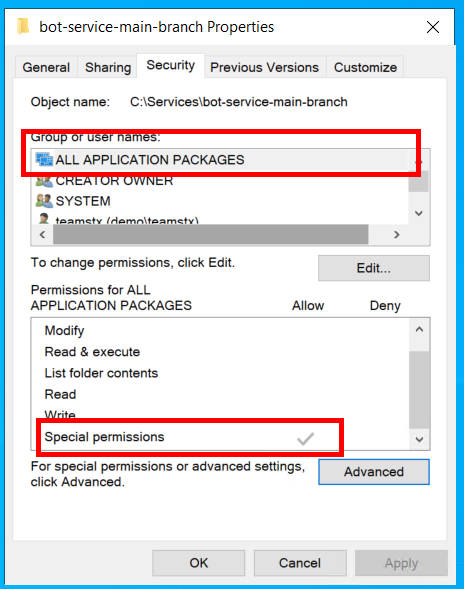 bot-service-main-branch Properties
General Sharing Security Previous Versions Customize
Object name: C:\Services\bot-service-main-branch
Group or user names:
ALL APPLICATION PACKAGES
CREATOR OWNER
SYSTEM
teamstx (demo\teamstx)
To change permissions, click Edit.
Edit...
Permissions for ALL
APPLICATION PACKAGES Allow Deny
Modify
Read & execute
List folder contents
Read
Write
Special permissions
For special permissions or advanced settings,
click Advanced.
Advanced
OK Cancel Apply